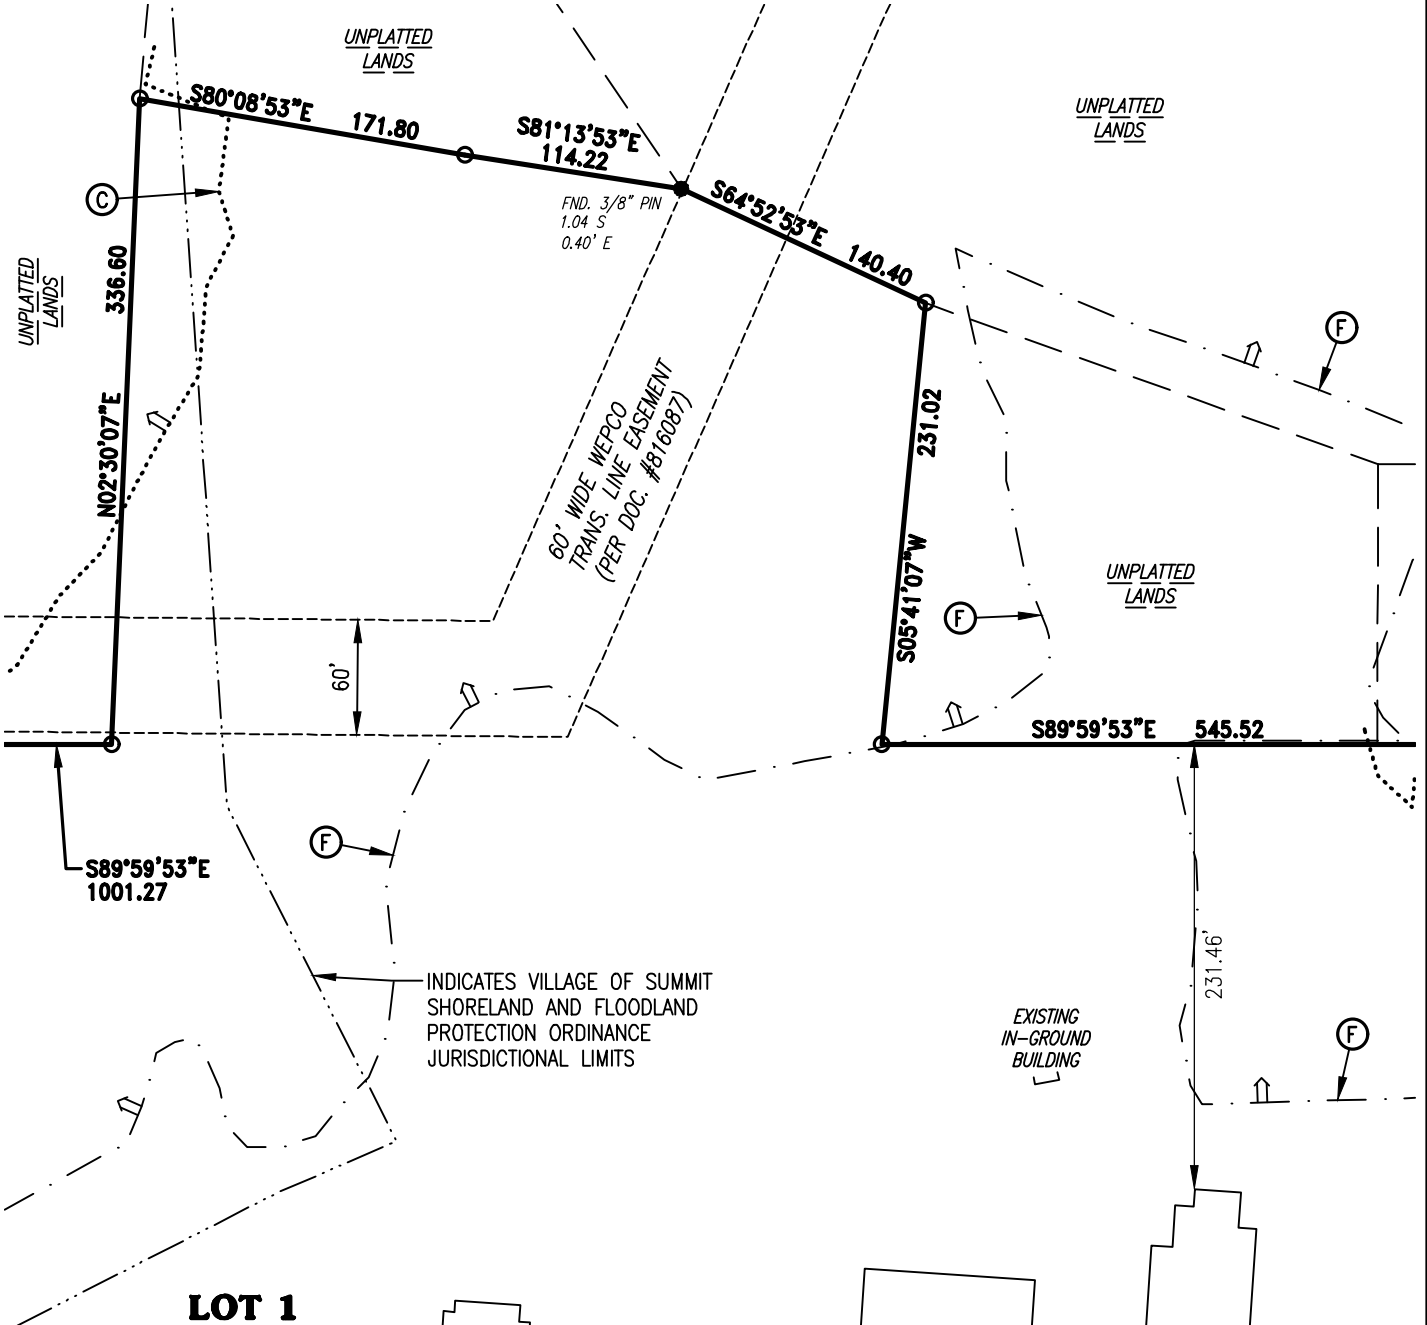 UNPLATTED
LANDS
S80°08'53"E
171.80
S81°13'53"E
114.22
UNPLATTED
LANDS
C
FND. 3/8" PIN
1.04 S
0.40' E
S64°52'53"E
140.40
336.60
UNPLATTED
LANDS
F
N02°30'07"E
60' WIDE WEPCO
TRANS. LINE EASEMENT
(PER DOC. #816087)
231.02
S05°41'07"W
UNPLATTED
LANDS
F
60'
S89°59'53"E 545.52
F
S89°59'53"E
1001.27
INDICATES VILLAGE OF SUMMIT
SHORELAND AND FLOODLAND
PROTECTION ORDINANCE
JURISDICTIONAL LIMITS
231.46'
EXISTING
IN-GROUND
BUILDING
F
LOT 1